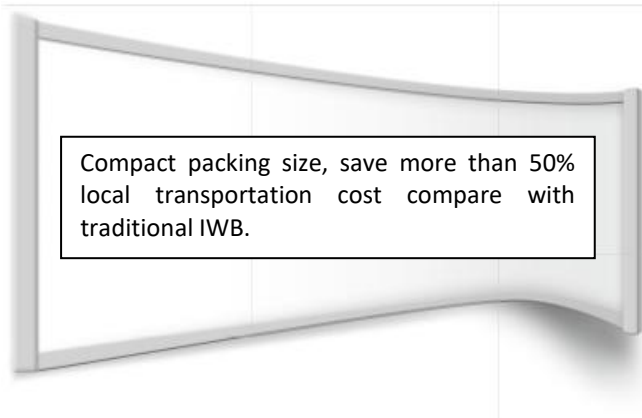 Compact packing size, save more than 50%
local transportation cost compare with
traditional IWB.